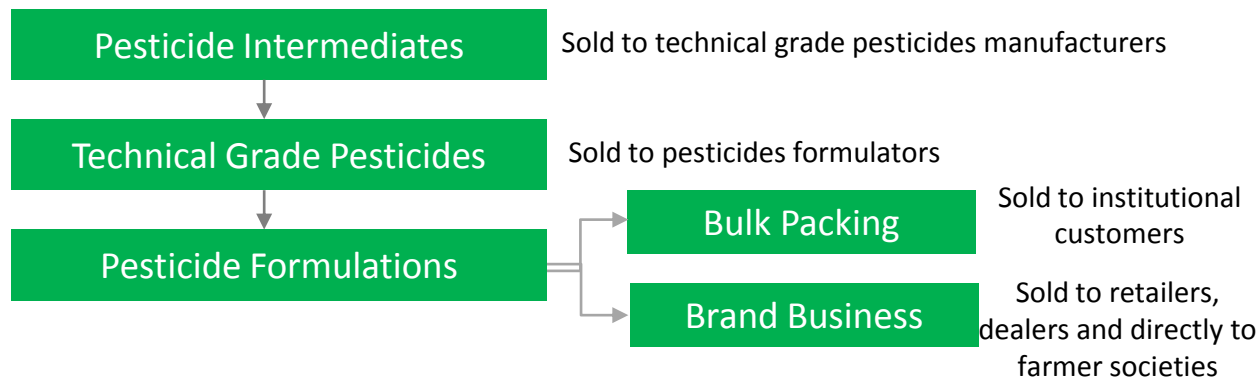 Pesticide Intermediates
Sold to technical grade pesticides manufacturers
Technical Grade Pesticides
Sold to pesticides formulators
Pesticide Formulations
Bulk Packing
Sold to institutional
customers
Brand Business
Sold to retailers,
dealers and directly to
farmer societies